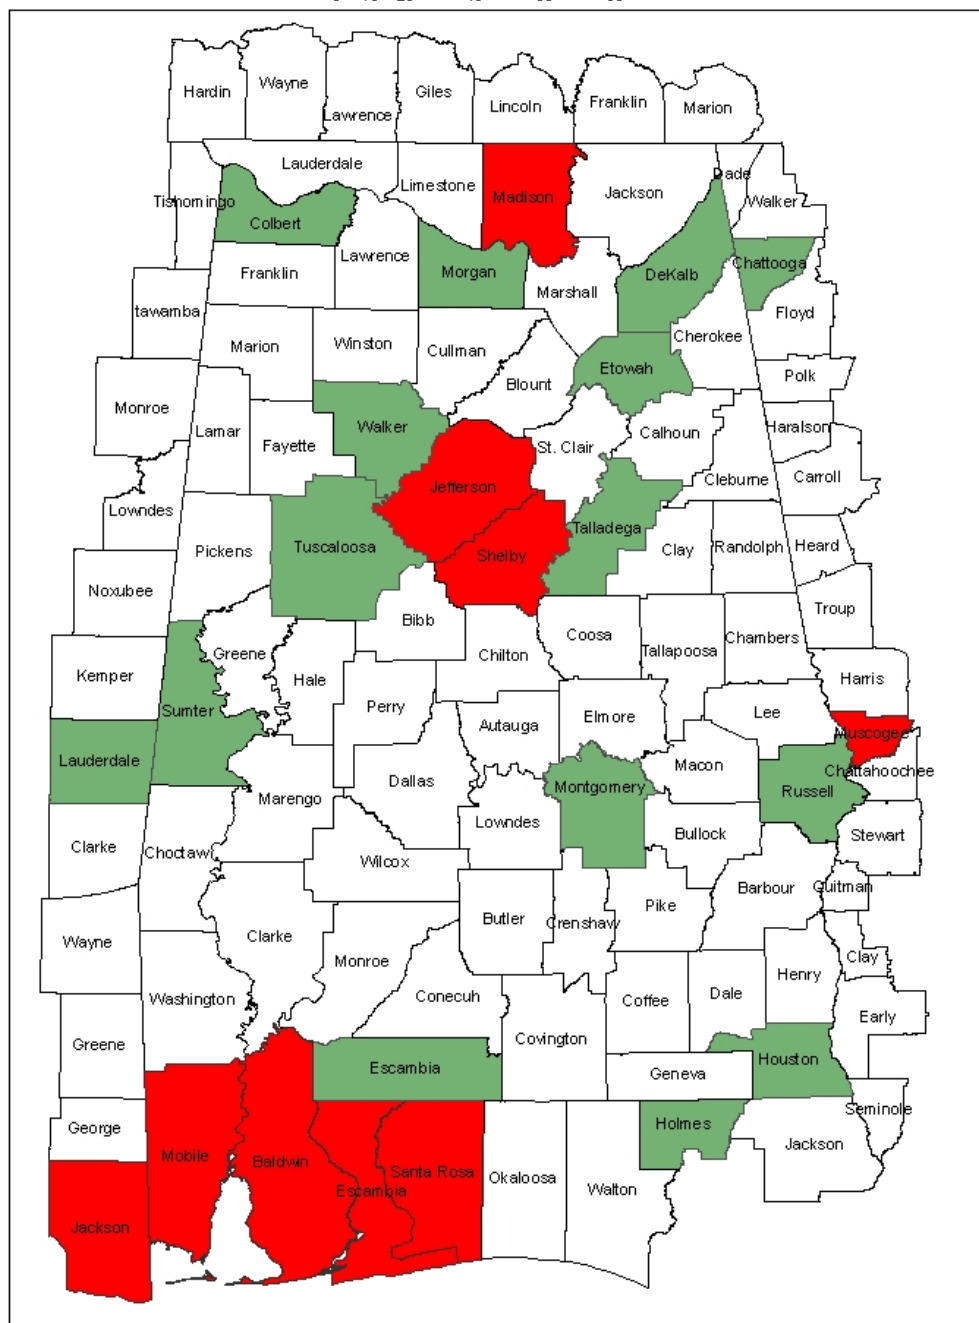 Hardin
Wayne
Lawrence
Giles
Lincoln
Franklin
Marion
Lauderdale
Limestone
Madison
Jackson
Dade
Walker
Tishomingo
Colbert
Lawrence
Morgan
Franklin
Marshall
DeKalb
Chattooga
tawamba
Floyd
Marion
Winston
Cullman
Cherokee
Blount
Etowah
Polk
Monroe
Lamar
Fayette
Walker
St. Clair
Calhoun
Haralson
Cleburne
Carroll
Jefferson
Lowndes
Pickens
Tuscaloosa
Shelby
Talladega
Clay
Randolph
Heard
Noxubee
Troup
Bibb
Coosa
Tallapoosa
Chambers
Greene
Hale
Chilton
Kemper
Harris
Sumter
Perry
Autauga
Elmore
Lee
Muscogee
Lauderdale
Macon
Chattahoochee
Dallas
Montgomery
Russell
Marengo
Lowndes
Bullock
Stewart
Clarke
Choctaw
Wilcox
Barbour
Quitman
Butler
Crenshaw
Pike
Wayne
Clarke
Monroe
Clay
Washington
Conecuh
Coffee
Dale
Henry
Early
Greene
Covington
Escambia
Geneva
Houston
George
Seminole
Holmes
Jackson
Mobile
Baldwin
Santa Rosa
Escambia
Okaloosa
Walton
Jackson